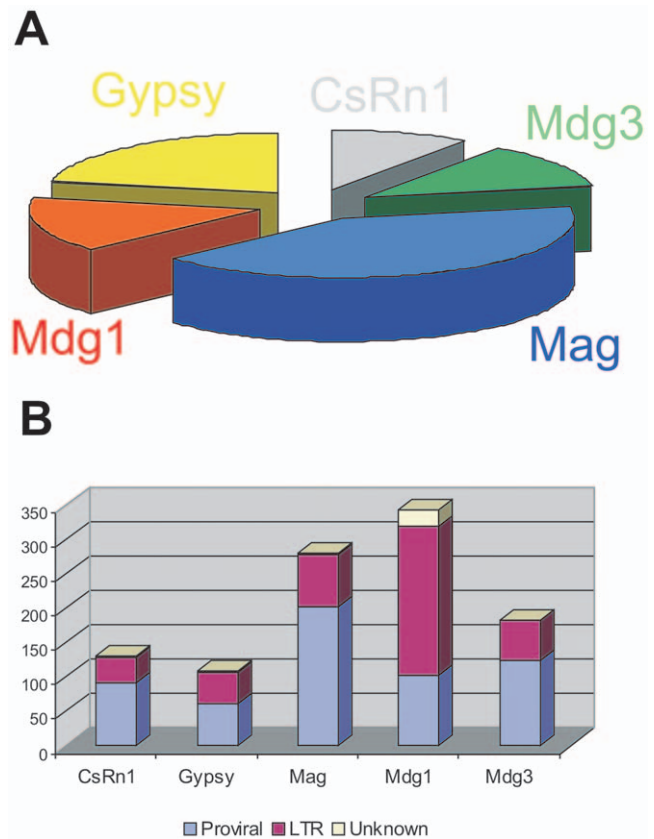 A
Gypsy
CsRn1
Mdg3
Mdg1
Mag
B
350
300
250
200
150
100
50
0
CsRn1 Gypsy Mag Mdg1 Mdg3
Proviral LTR Unknown